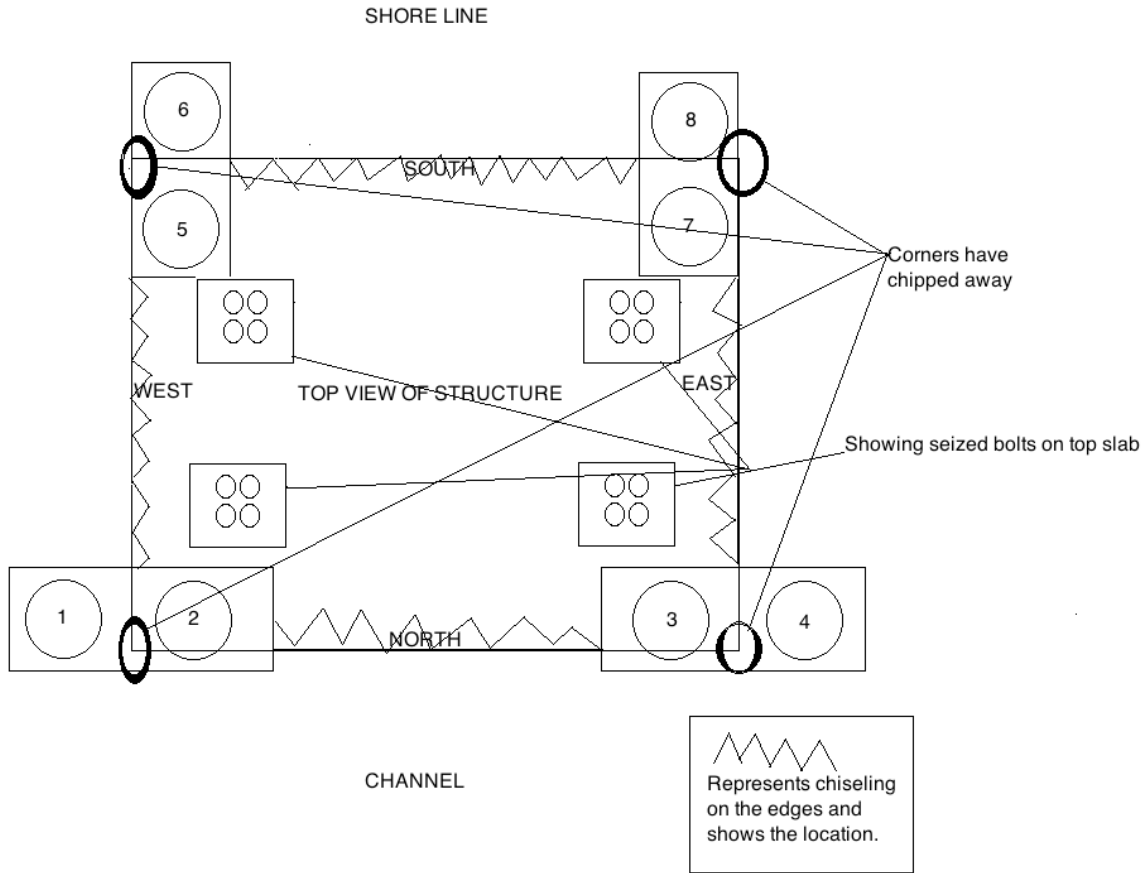 SHORE LINE
6
8
SOUTH
5
7
Corners have
chipped away
WEST
TOP VIEW OF STRUCTURE
EAST
Showing seized bolts on top slab
1
2
3
4
NORTH
CHANNEL
Represents chiseling
on the edges and
shows the location.